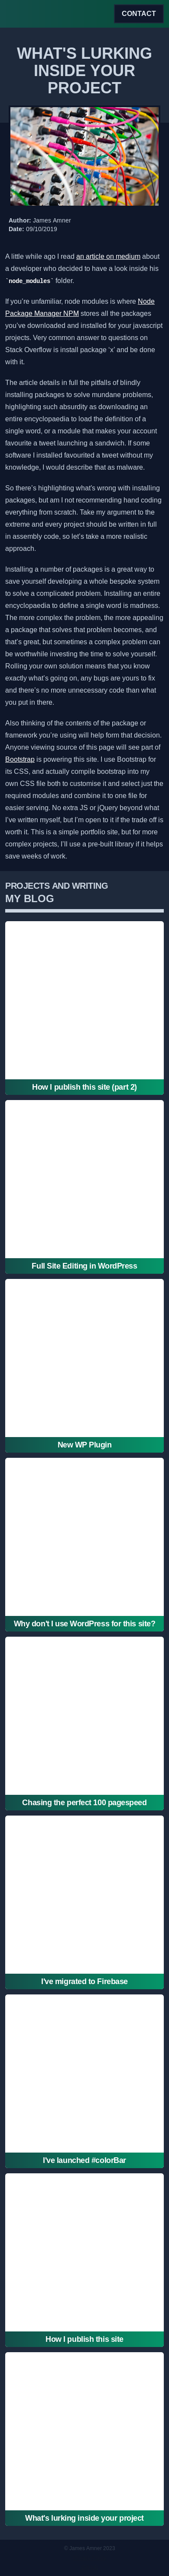 CONTACT
WHAT'S LURKING
INSIDE YOUR
PROJECT
Author: James Amner
Date: 09/10/2019
A little while ago I read an article on medium about
a developer who decided to have a look inside his
`node_modules` folder.
If you're unfamiliar, node modules is where Node
Package Manager NPM stores all the packages
you've downloaded and installed for your javascript
projects. Very common answer to questions on
Stack Overflow is install package 'x' and be done
with it.
The article details in full the pitfalls of blindly
installing packages to solve mundane problems,
highlighting such absurdity as downloading an
entire encyclopaedia to load the definition of a
single word, or a module that makes your account
favourite a tweet launching a sandwich. If some
software I installed favourited a tweet without my
knowledge, I would describe that as malware.
So there's highlighting what's wrong with installing
packages, but am I not recommending hand coding
everything from scratch. Take my argument to the
extreme and every project should be written in full
in assembly code, so let's take a more realistic
approach.
Installing a number of packages is a great way to
save yourself developing a whole bespoke system
to solve a complicated problem. Installing an entire
encyclopaedia to define a single word is madness.
The more complex the problem, the more appealing
a package that solves that problem becomes, and
that's great, but sometimes a complex problem can
be worthwhile investing the time to solve yourself.
Rolling your own solution means that you know
exactly what's going on, any bugs are yours to fix
and there's no more unnecessary code than what
you put in there.
Also thinking of the contents of the package or
framework you're using will help form that decision.
Anyone viewing source of this page will see part of
Bootstrap is powering this site. I use Bootstrap for
its CSS, and actually compile bootstrap into my
own CSS file both to customise it and select just the
required modules and combine it to one file for
easier serving. No extra JS or jQuery beyond what
I've written myself, but I'm open to it if the trade off is
worth it. This is a simple portfolio site, but for more
complex projects, I'll use a pre-built library if it helps
save weeks of work.
PROJECTS AND WRITING
MY BLOG
How I publish this site (part 2)
Full Site Editing in WordPress
New WP Plugin
Why don't I use WordPress for this site?
Chasing the perfect 100 pagespeed
I've migrated to Firebase
I've launched #colorBar
How I publish this site
What's lurking inside your project
© James Amner 2023